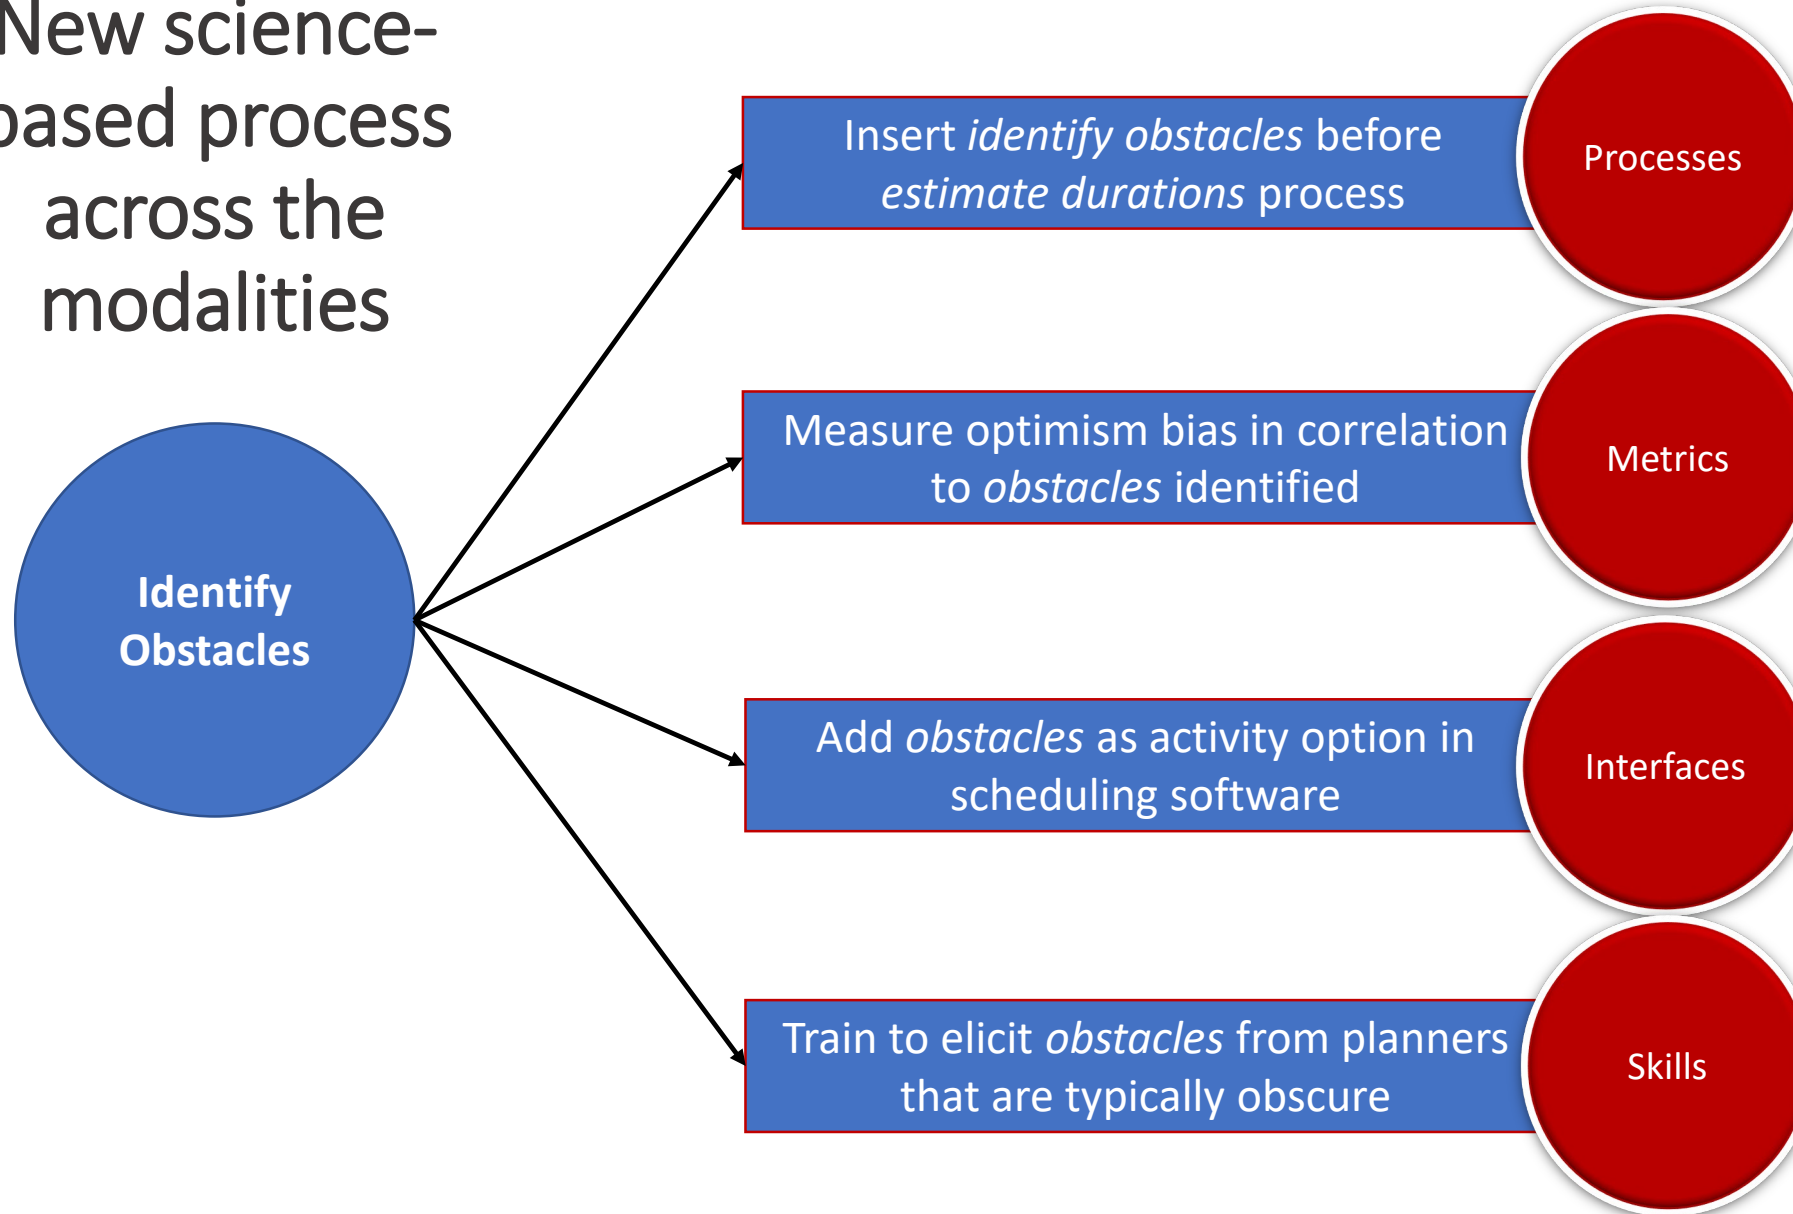 New science-
based process
across the
modalities
Insert identify obstacles before
estimate durations process
Processes
Measure optimism bias in correlation
to obstacles identified
Metrics
Identify
Obstacles
Add obstacles as activity option in
scheduling software
Interfaces
Train to elicit obstacles from planners
that are typically obscure
Skills